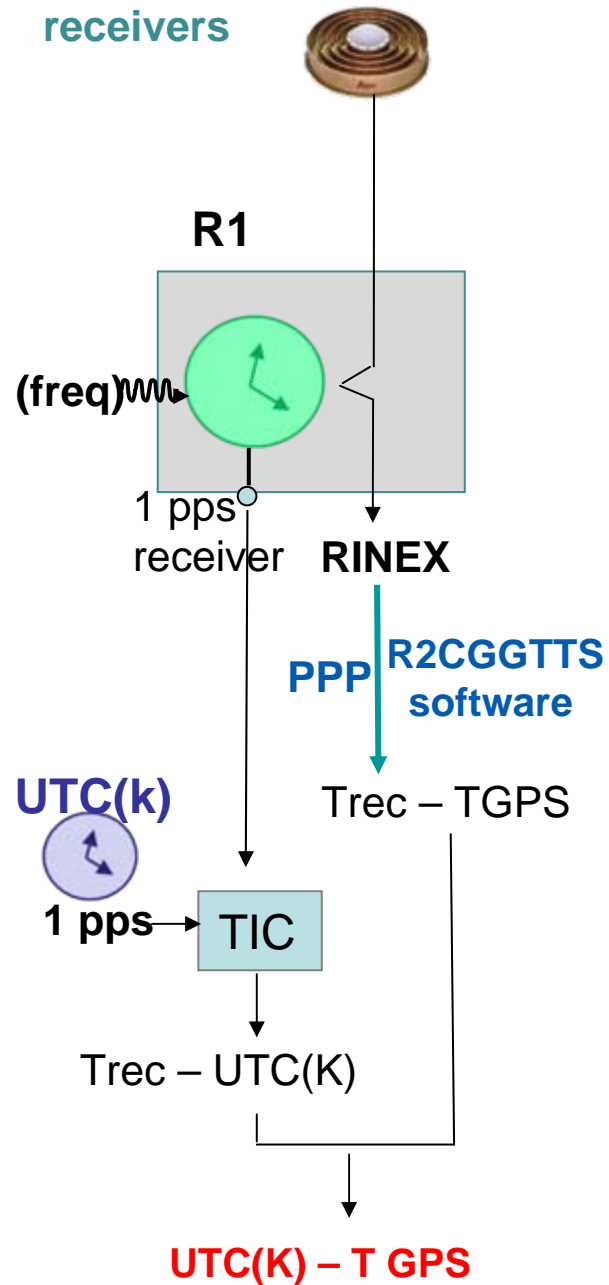 receivers
R1
(freq)
1 pps
receiver
RINEX
PPP
R2CGGTTS
software
UTC(k)
Trec – TGPS
1 pps
TIC
Trec – UTC(K)
UTC(K) – T GPS